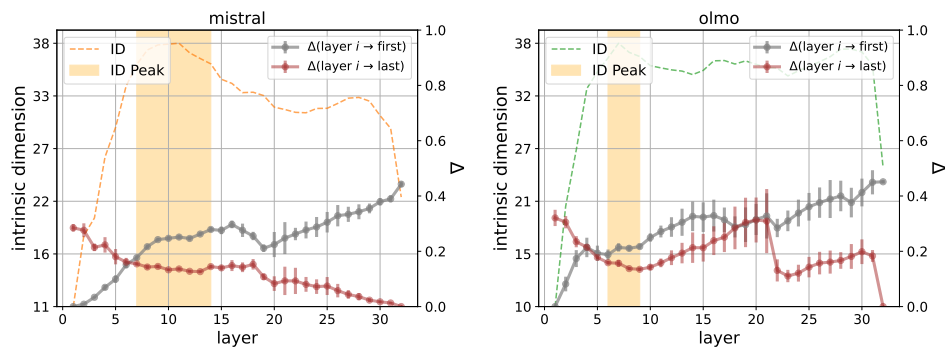 mistral
38
33
27
22
16
11
intrinsic dimension
ID
ID Peak
Δ(layer i → first)
Δ(layer i → last)
1.0
0.8
0.6
0.4
0.2
0.0
Δ
0 5 10 15 20 25 30
layer
olmo
38
32
27
21
15
10
intrinsic dimension
ID
ID Peak
Δ(layer i → first)
Δ(layer i → last)
1.0
0.8
0.6
0.4
0.2
0.0
Δ
0 5 10 15 20 25 30
layer